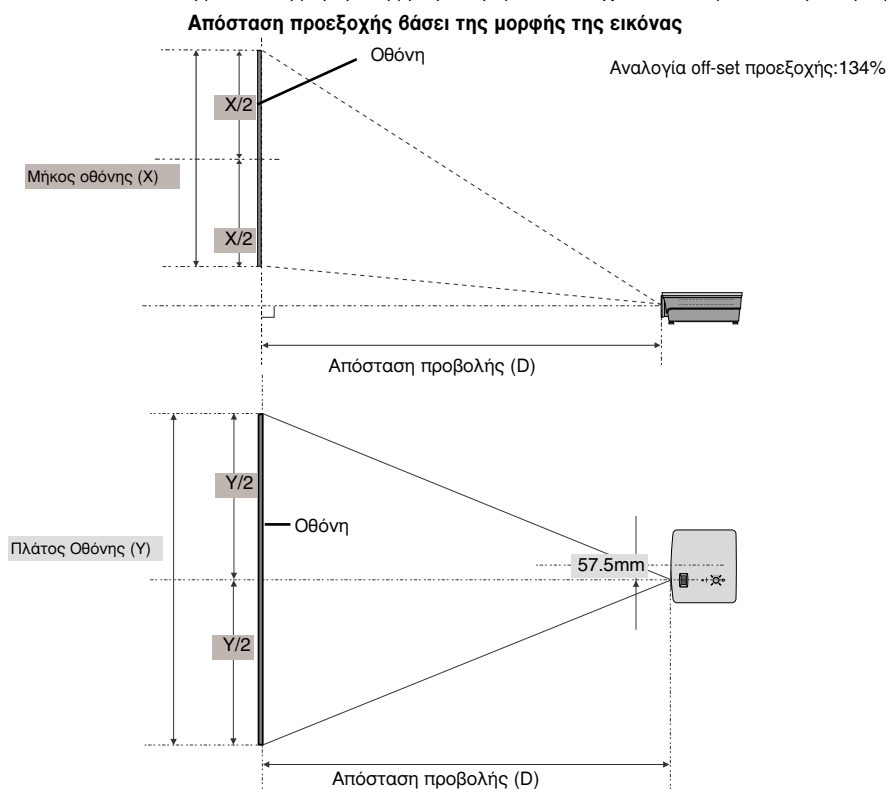 Απόσταση προεξοχής βάσει της μορφής της εικόνας
Οθόνη
Αναλογία off-set προεξοχής:134%
X/2
Μήκος οθόνης (X)
X/2
Απόσταση προβολής (D)
Y/2
Οθόνη
Πλάτος Οθόνης (Y)
57.5mm
Y/2
Απόσταση προβολής (D)